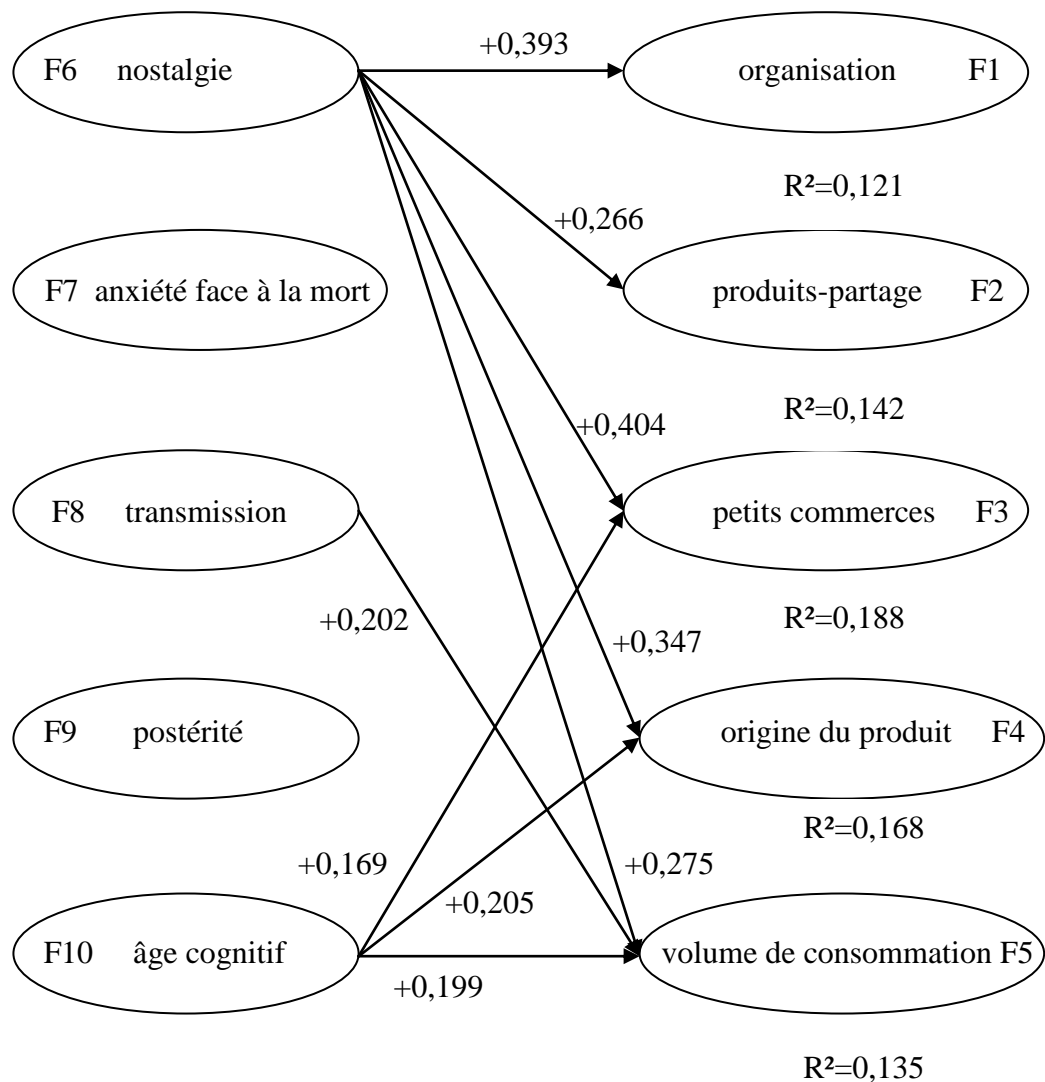 +0,393
F6 nostalgie
organisation F1
R²=0,121
+0,266
F7 anxiété face à la mort
produits-partage F2
R²=0,142
+0,404
F8 transmission
petits commerces F3
+0,202
R²=0,188
+0,347
F9 postérité
origine du produit F4
R²=0,168
+0,169
+0,275
+0,205
F10 âge cognitif
volume de consommation F5
+0,199
R²=0,135